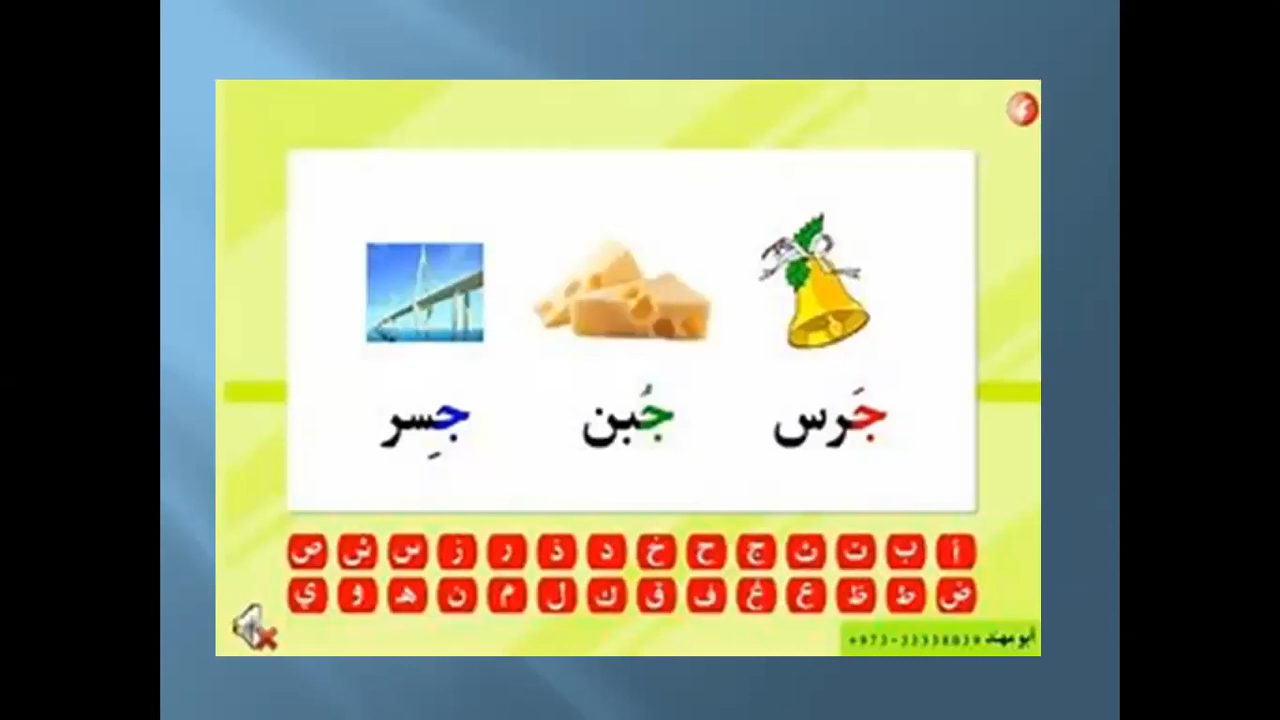 جَرس جُبن جِسر
أ ب ت ث ج ح خ د ذ ر ز س ش ص
ض ط ظ ع غ ف ق ك ل م ن هـ و ي
أبو مهند